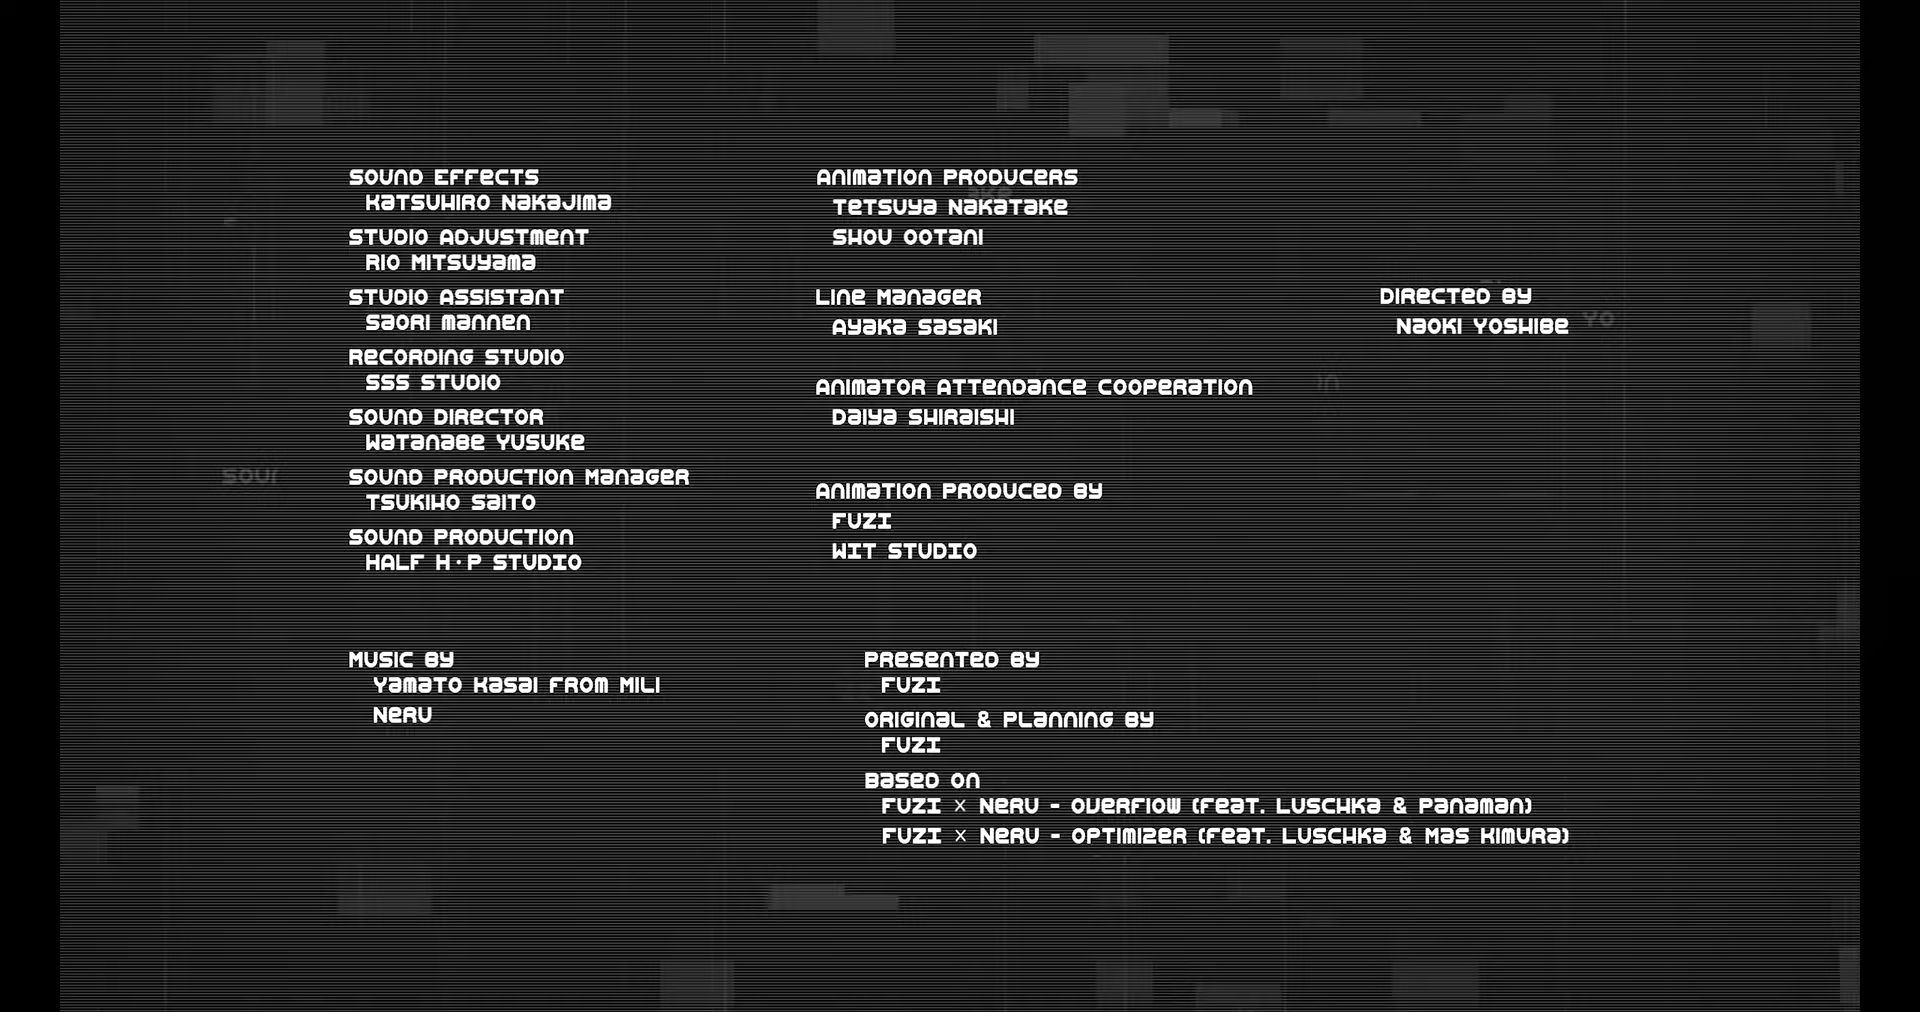 SOUND EFFECTS
KATSUHIRO NAKAJIMA
STUDIO ADJUSTMENT
RIO MITSUYAMA
STUDIO ASSISTANT
SAORI MANNEN
RECORDING STUDIO
SSS STUDIO
SOUND DIRECTOR
WATANABE YUSUKE
SOUND PRODUCTION MANAGER
TSUKIHO SAITO
SOUND PRODUCTION
HALF H·P STUDIO
ANIMATION PRODUCERS
TETSUYA NAKATAKE
SHOU OOTANI
LINE MANAGER
AYAKA SASAKI
ANIMATOR ATTENDANCE COOPERATION
DAIYA SHIRAISHI
ANIMATION PRODUCED BY
FUZI
WIT STUDIO
DIRECTED BY
NAOKI YOSHIBE
MUSIC BY
YAMATO KASAI FROM MILI
NERU
PRESENTED BY
FUZI
ORIGINAL & PLANNING BY
FUZI
BASED ON
FUZI × NERU - OVERFLOW (FEAT. LUSCHKA & PANAMAN)
FUZI × NERU - OPTIMIZER (FEAT. LUSCHKA & MAS KIMURA)